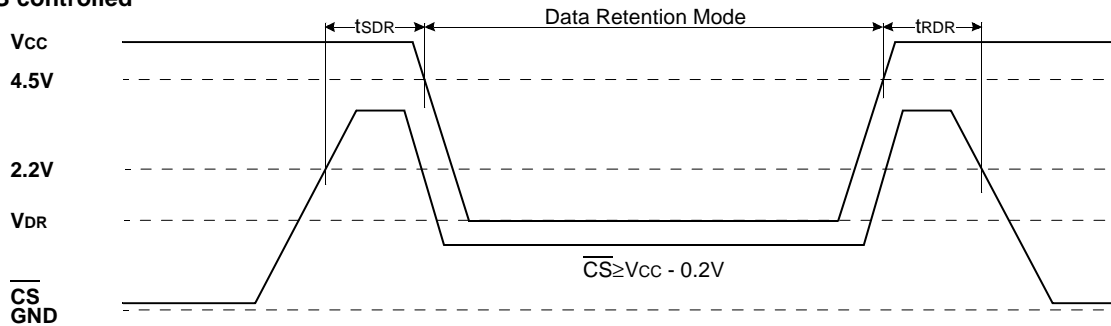 controlled
tSDR
Data Retention Mode
tRDR
VCC
4.5V
2.2V
VDR
CS≥VCC - 0.2V
CS
GND